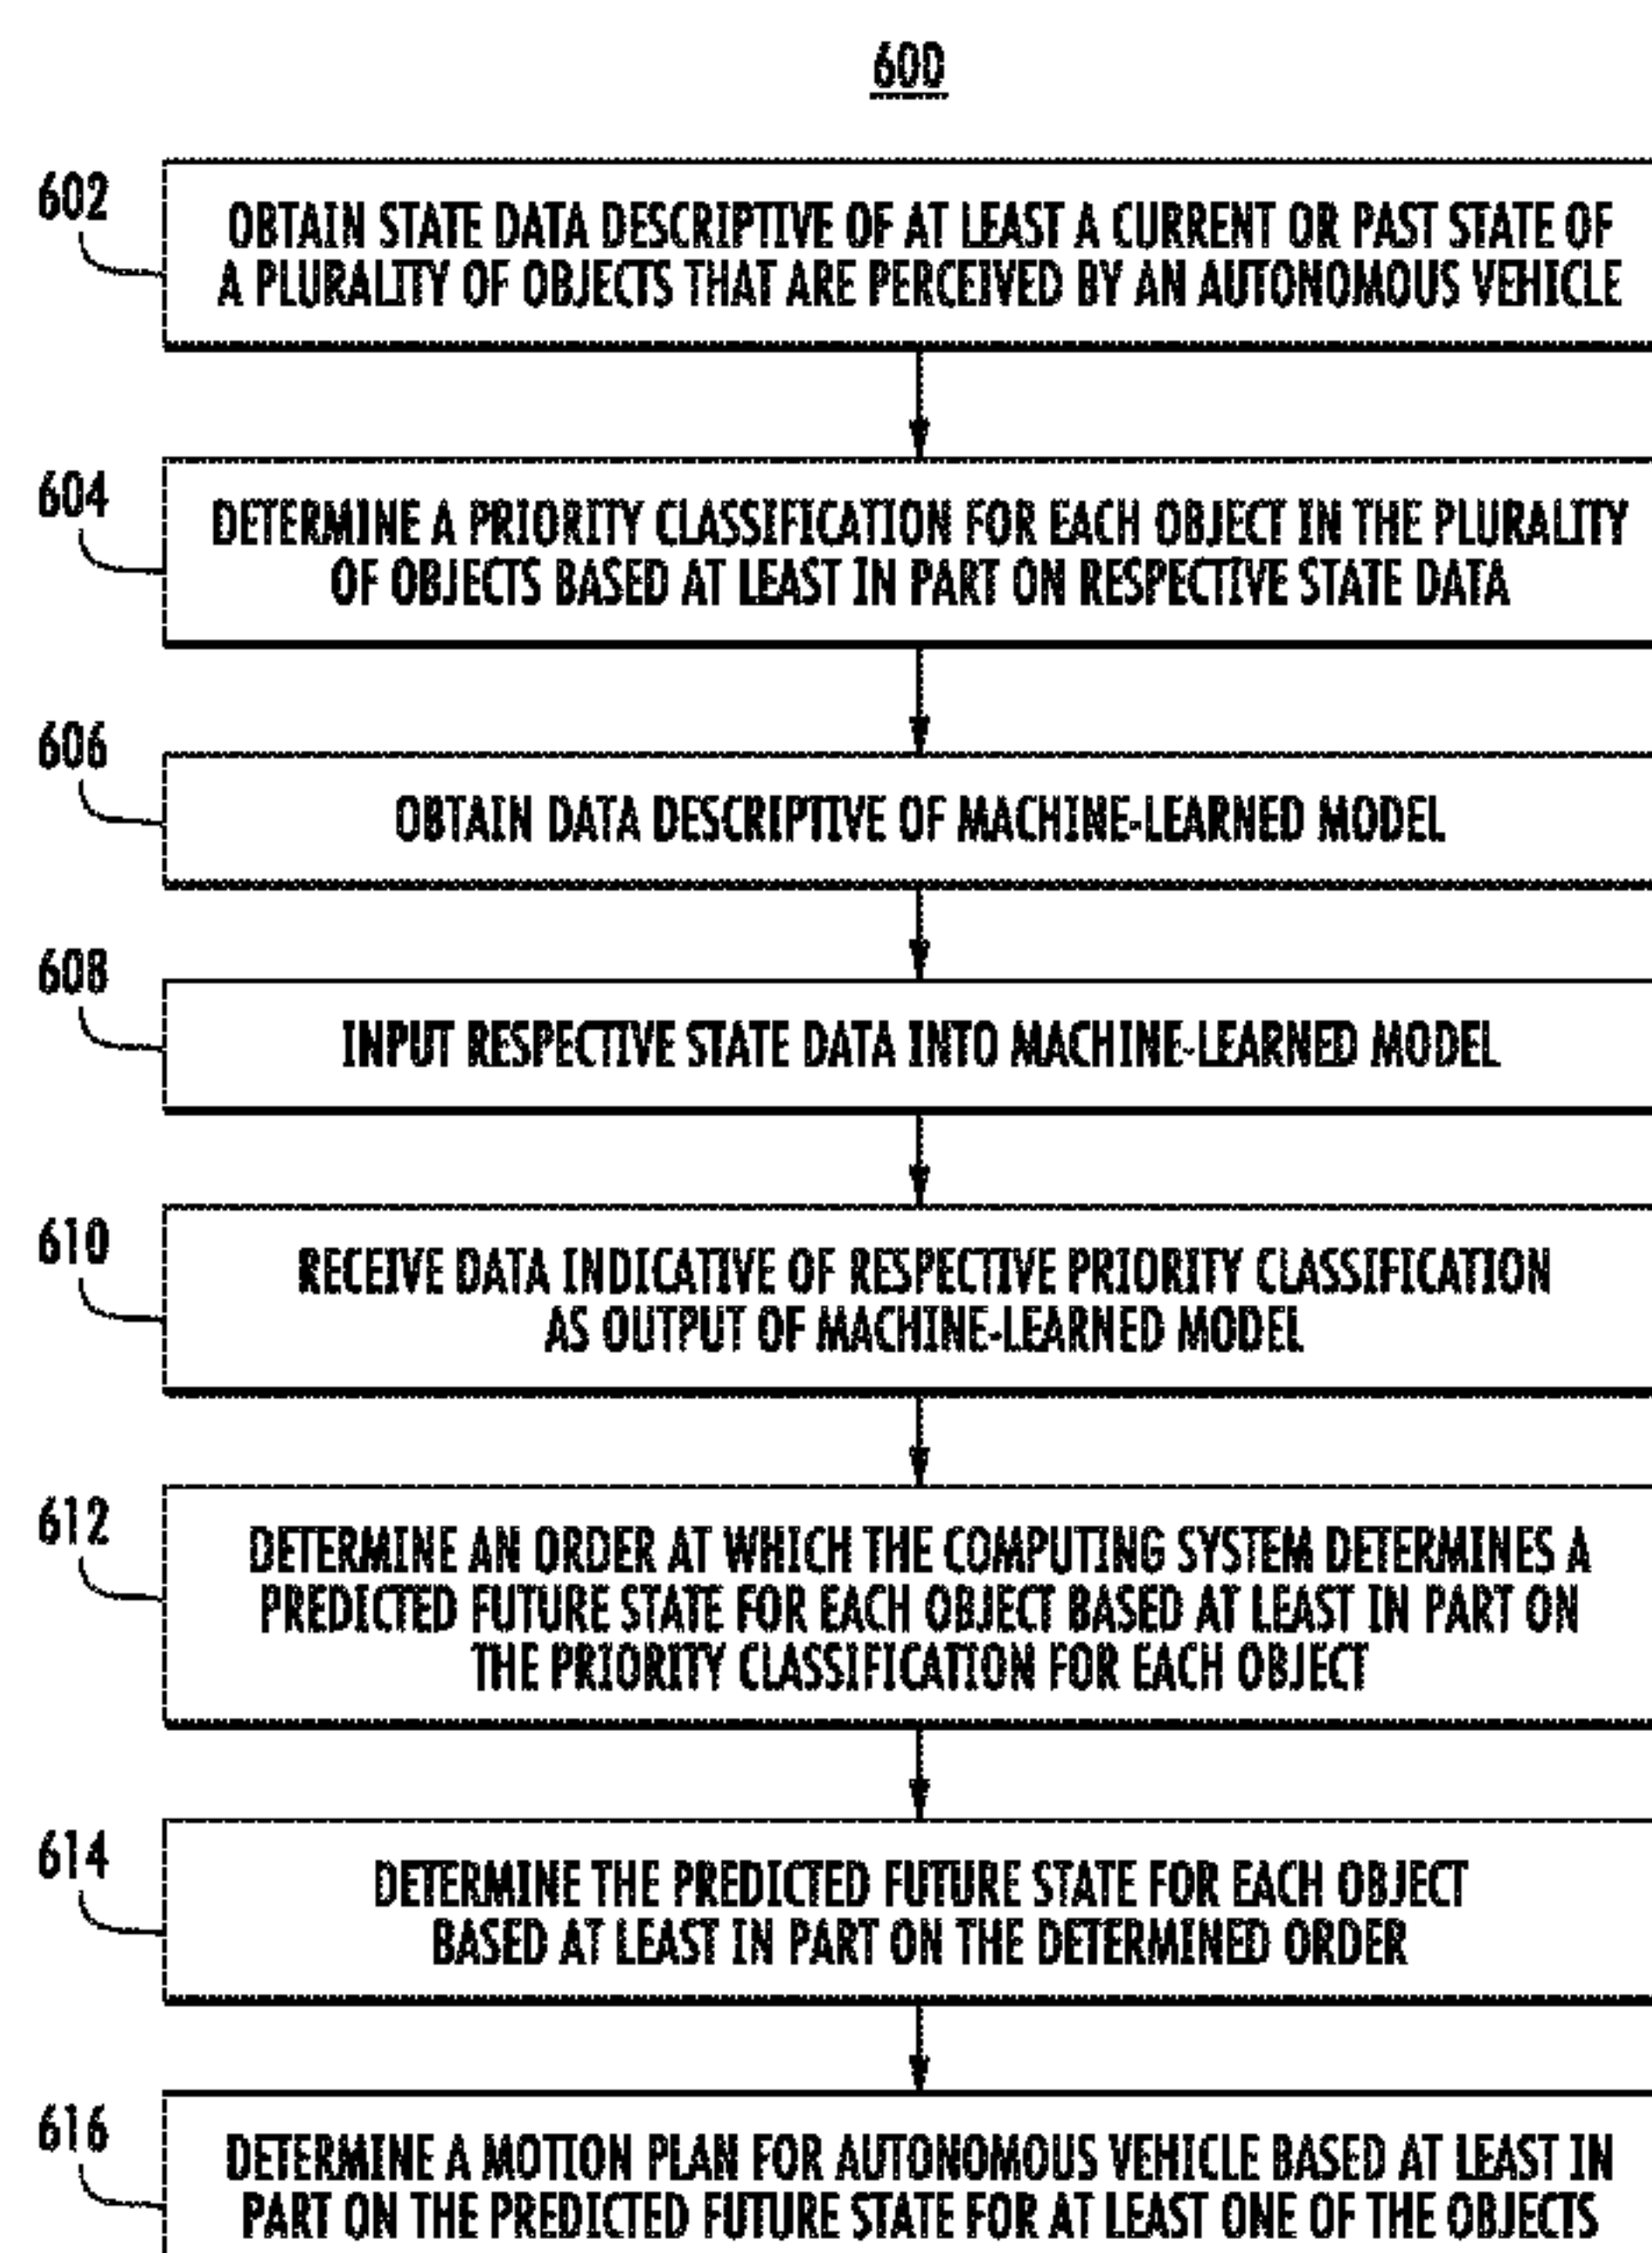 600
602
OBTAIN STATE DATA DESCRIPTIVE OF AT LEAST A CURRENT OR PAST STATE OF
A PLURALITY OF OBJECTS THAT ARE PERCEIVED BY AN AUTONOMOUS VEHICLE
604
DETERMINE A PRIORITY CLASSIFICATION FOR EACH OBJECT IN THE PLURALITY
OF OBJECTS BASED AT LEAST IN PART ON RESPECTIVE STATE DATA
606
OBTAIN DATA DESCRIPTIVE OF MACHINE-LEARNED MODEL
608
INPUT RESPECTIVE STATE DATA INTO MACHINE-LEARNED MODEL
610
RECEIVE DATA INDICATIVE OF RESPECTIVE PRIORITY CLASSIFICATION
AS OUTPUT OF MACHINE-LEARNED MODEL
612
DETERMINE AN ORDER AT WHICH THE COMPUTING SYSTEM DETERMINES A
PREDICTED FUTURE STATE FOR EACH OBJECT BASED AT LEAST IN PART ON
THE PRIORITY CLASSIFICATION FOR EACH OBJECT
614
DETERMINE THE PREDICTED FUTURE STATE FOR EACH OBJECT
BASED AT LEAST IN PART ON THE DETERMINED ORDER
616
DETERMINE A MOTION PLAN FOR AUTONOMOUS VEHICLE BASED AT LEAST IN
PART ON THE PREDICTED FUTURE STATE FOR AT LEAST ONE OF THE OBJECTS